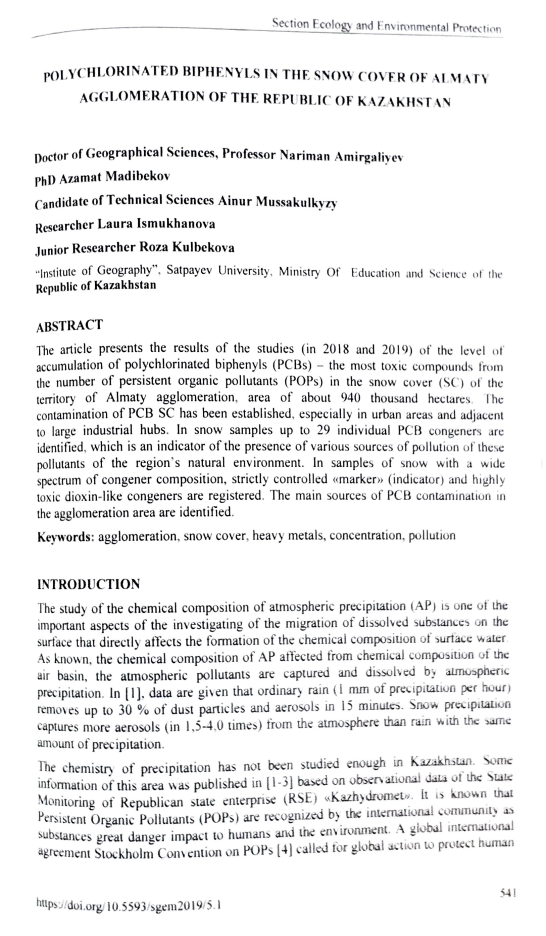 Section Ecology and Environmental Protection
POLYCHLORINATED BIPHENYLS IN THE SNOW COVER OF ALMATY
AGGLOMERATION OF THE REPUBLIC OF KAZAKHSTAN
Doctor of Geographical Sciences, Professor Nariman Amirgaliyev
PhD Azamat Madibekov
Candidate of Technical Sciences Ainur Mussakulkyzy
Researcher Laura Ismukhanova
Junior Researcher Roza Kulbekova
“Institute of Geography”, Satpayev University, Ministry Of Education and Science of the
Republic of Kazakhstan
ABSTRACT
The article presents the results of the studies (in 2018 and 2019) of the level of
accumulation of polychlorinated biphenyls (PCBs) – the most toxic compounds from
the number of persistent organic pollutants (POPs) in the snow cover (SC) of the
territory of Almaty agglomeration, area of about 940 thousand hectares. The
contamination of PCB SC has been established, especially in urban areas and adjacent
to large industrial hubs. In snow samples up to 29 individual PCB congeners are
identified, which is an indicator of the presence of various sources of pollution of these
pollutants of the region's natural environment. In samples of snow with a wide
spectrum of congener composition, strictly controlled «marker» (indicator) and highly
toxic dioxin-like congeners are registered. The main sources of PCB contamination in
the agglomeration area are identified.
Keywords: agglomeration, snow cover, heavy metals, concentration, pollution
INTRODUCTION
The study of the chemical composition of atmospheric precipitation (AP) is one of the
important aspects of the investigating of the migration of dissolved substances on the
surface that directly affects the formation of the chemical composition of surface water.
As known, the chemical composition of AP affected from chemical composition of the
air basin, the atmospheric pollutants are captured and dissolved by atmospheric
precipitation. In [1], data are given that ordinary rain (1 mm of precipitation per hour)
removes up to 30 % of dust particles and aerosols in 15 minutes. Snow precipitation
captures more aerosols (in 1,5-4,0 times) from the atmosphere than rain with the same
amount of precipitation.
The chemistry of precipitation has not been studied enough in Kazakhstan. Some
information of this area was published in [1-3] based on observational data of the State
Monitoring of Republican state enterprise (RSE) «Kazhydromet». It is known that
Persistent Organic Pollutants (POPs) are recognized by the international community as
substances great danger impact to humans and the environment. A global international
agreement Stockholm Convention on POPs [4] called for global action to protect human
541
https://doi.org/10.5593/sgem2019/5.1